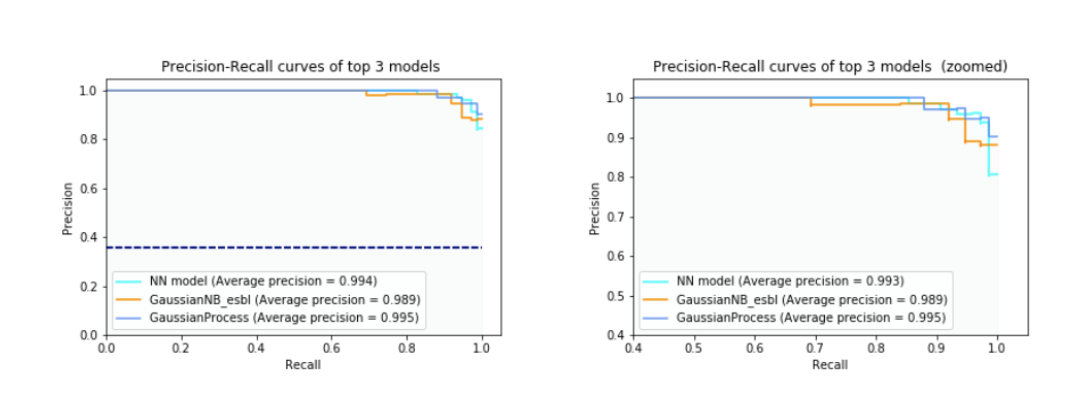 Precision-Recall curves of top 3 models
1.0
0.8
0.6
0.4
0.2
0.0
Precision
NN model (Average precision = 0.994)
GaussianNB_esbl (Average precision = 0.989)
GaussianProcess (Average precision = 0.995)
0.0 0.2 0.4 0.6 0.8 1.0
Recall
Precision-Recall curves of top 3 models (zoomed)
1.0
0.9
0.8
0.7
0.6
0.5
0.4
Precision
NN model (Average precision = 0.993)
GaussianNB_esbl (Average precision = 0.989)
GaussianProcess (Average precision = 0.995)
0.4 0.5 0.6 0.7 0.8 0.9 1.0
Recall